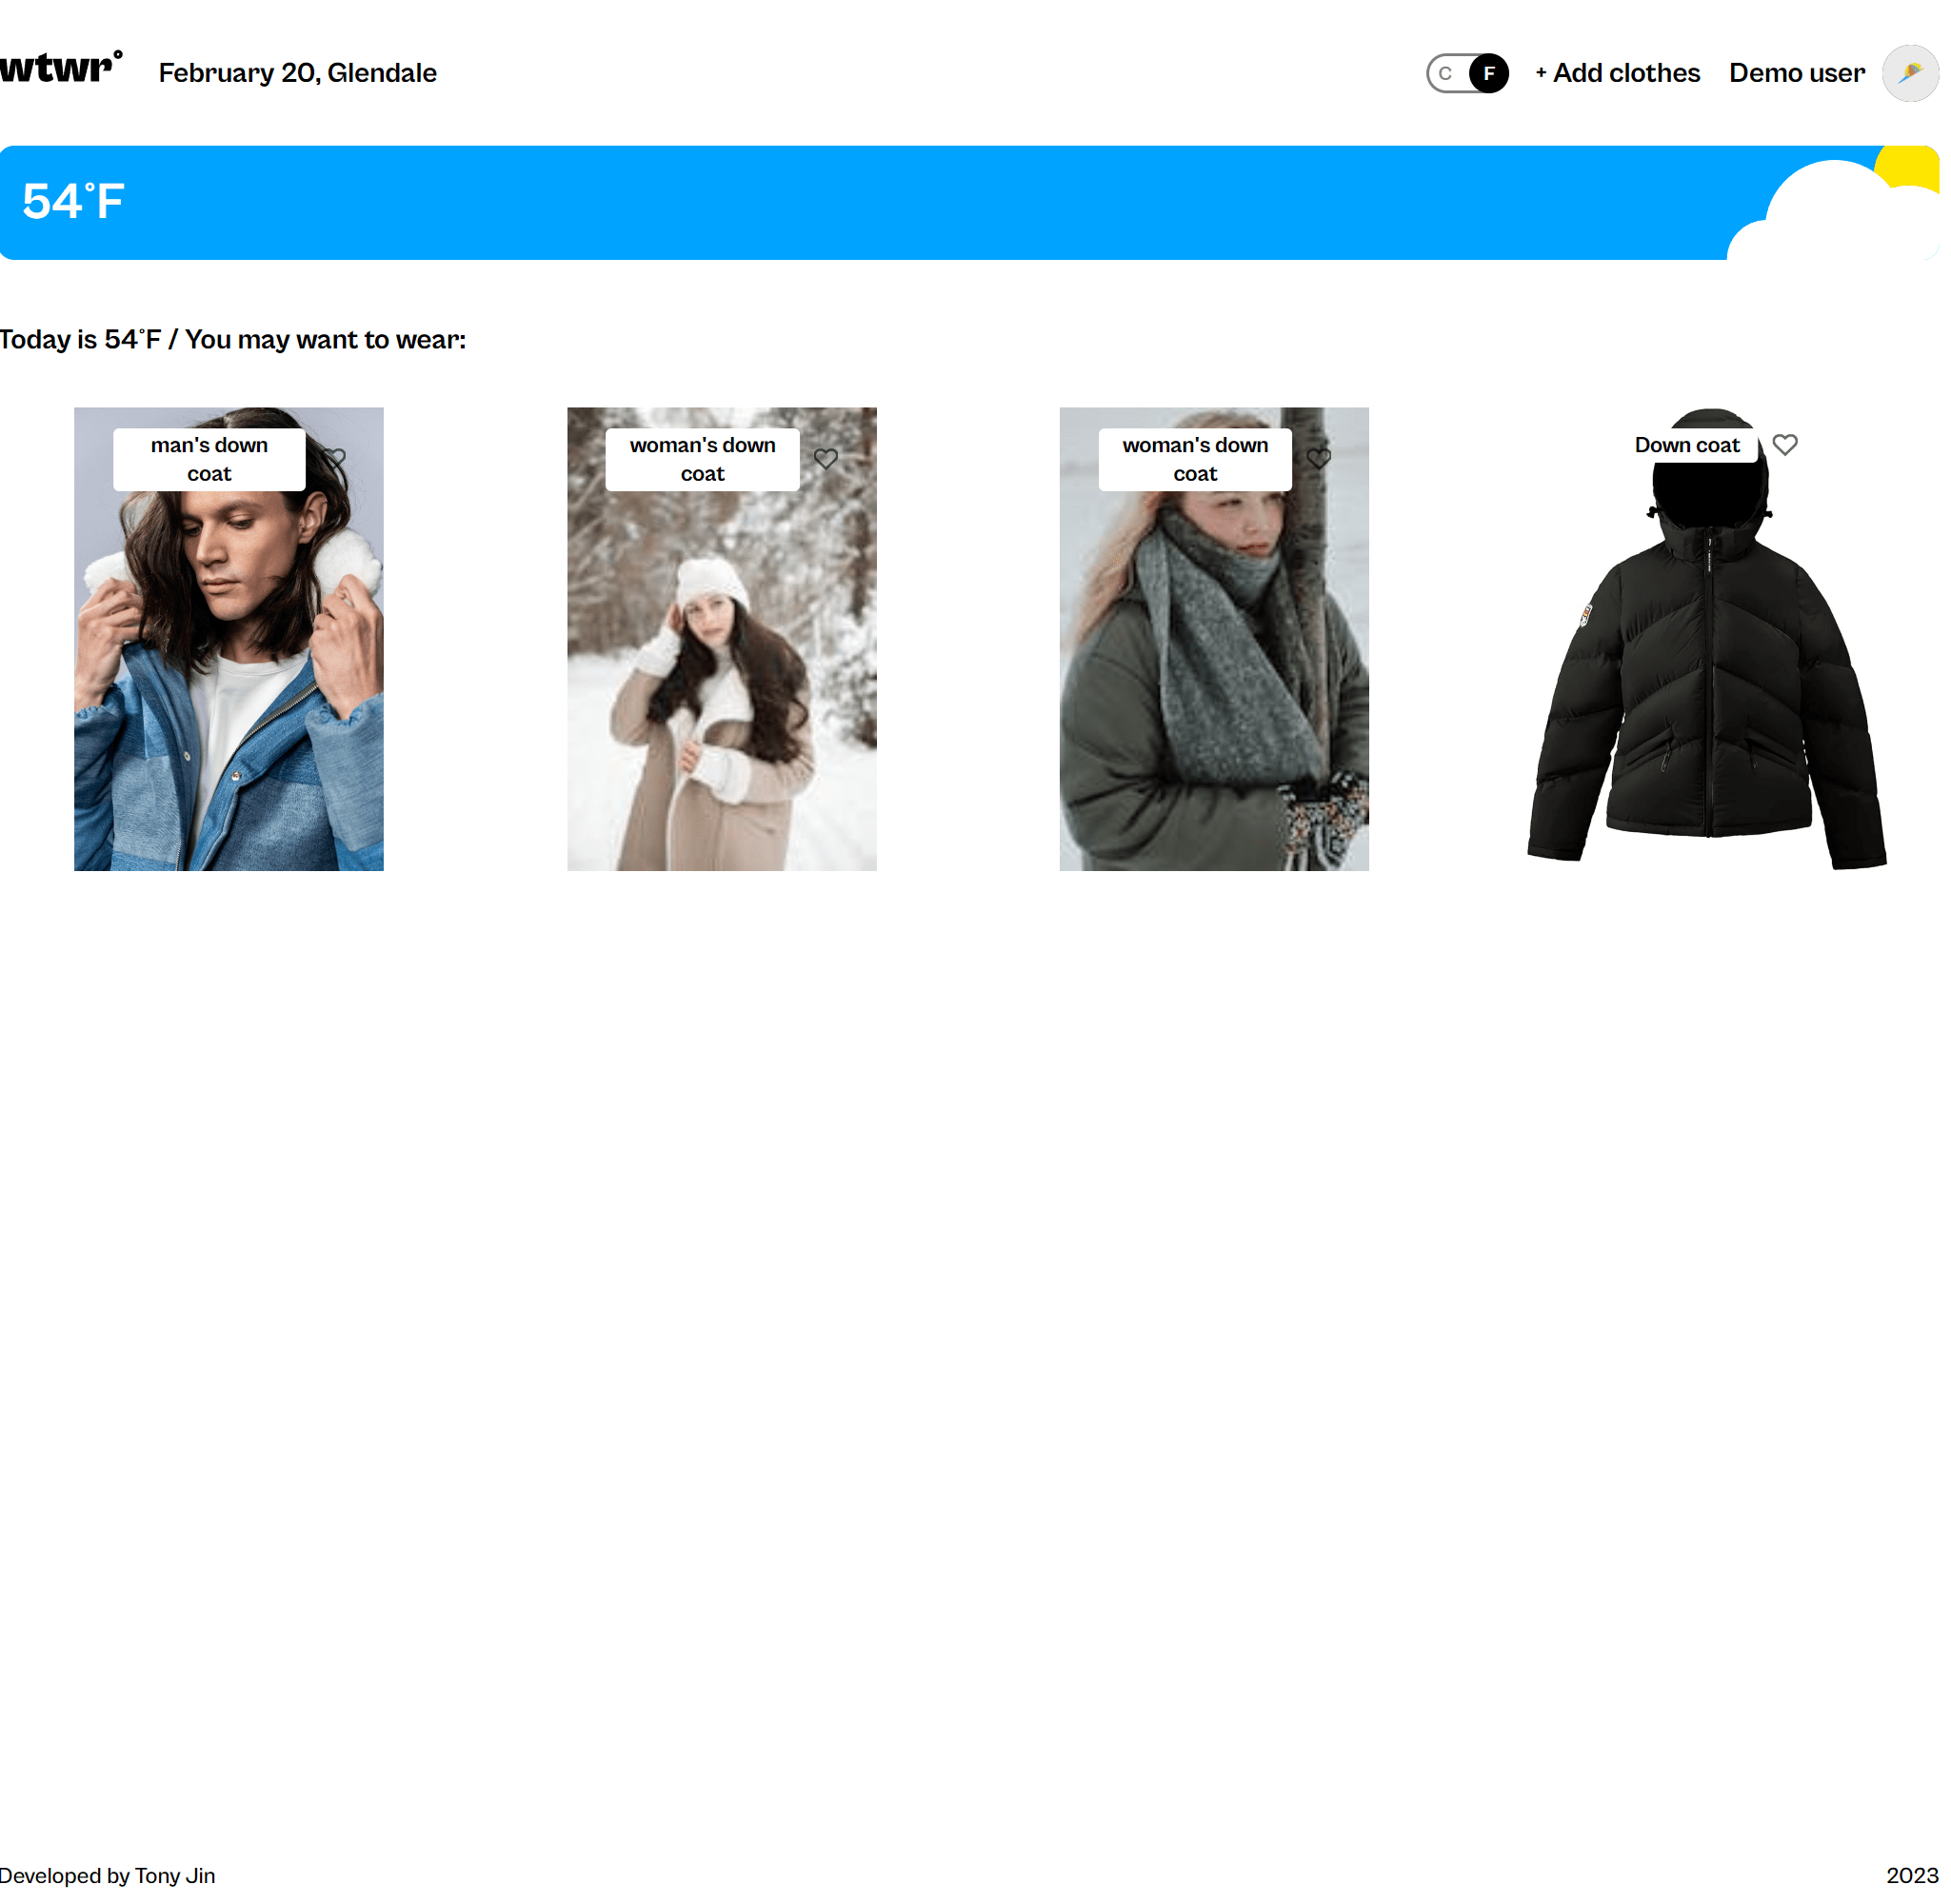 wtwr°
February 20, Glendale
C F
+ Add clothes
Demo user
54°F
Today is 54°F / You may want to wear:
man's down
coat
woman's down
coat
woman's down
coat
Down coat
Developed by Tony Jin
2023